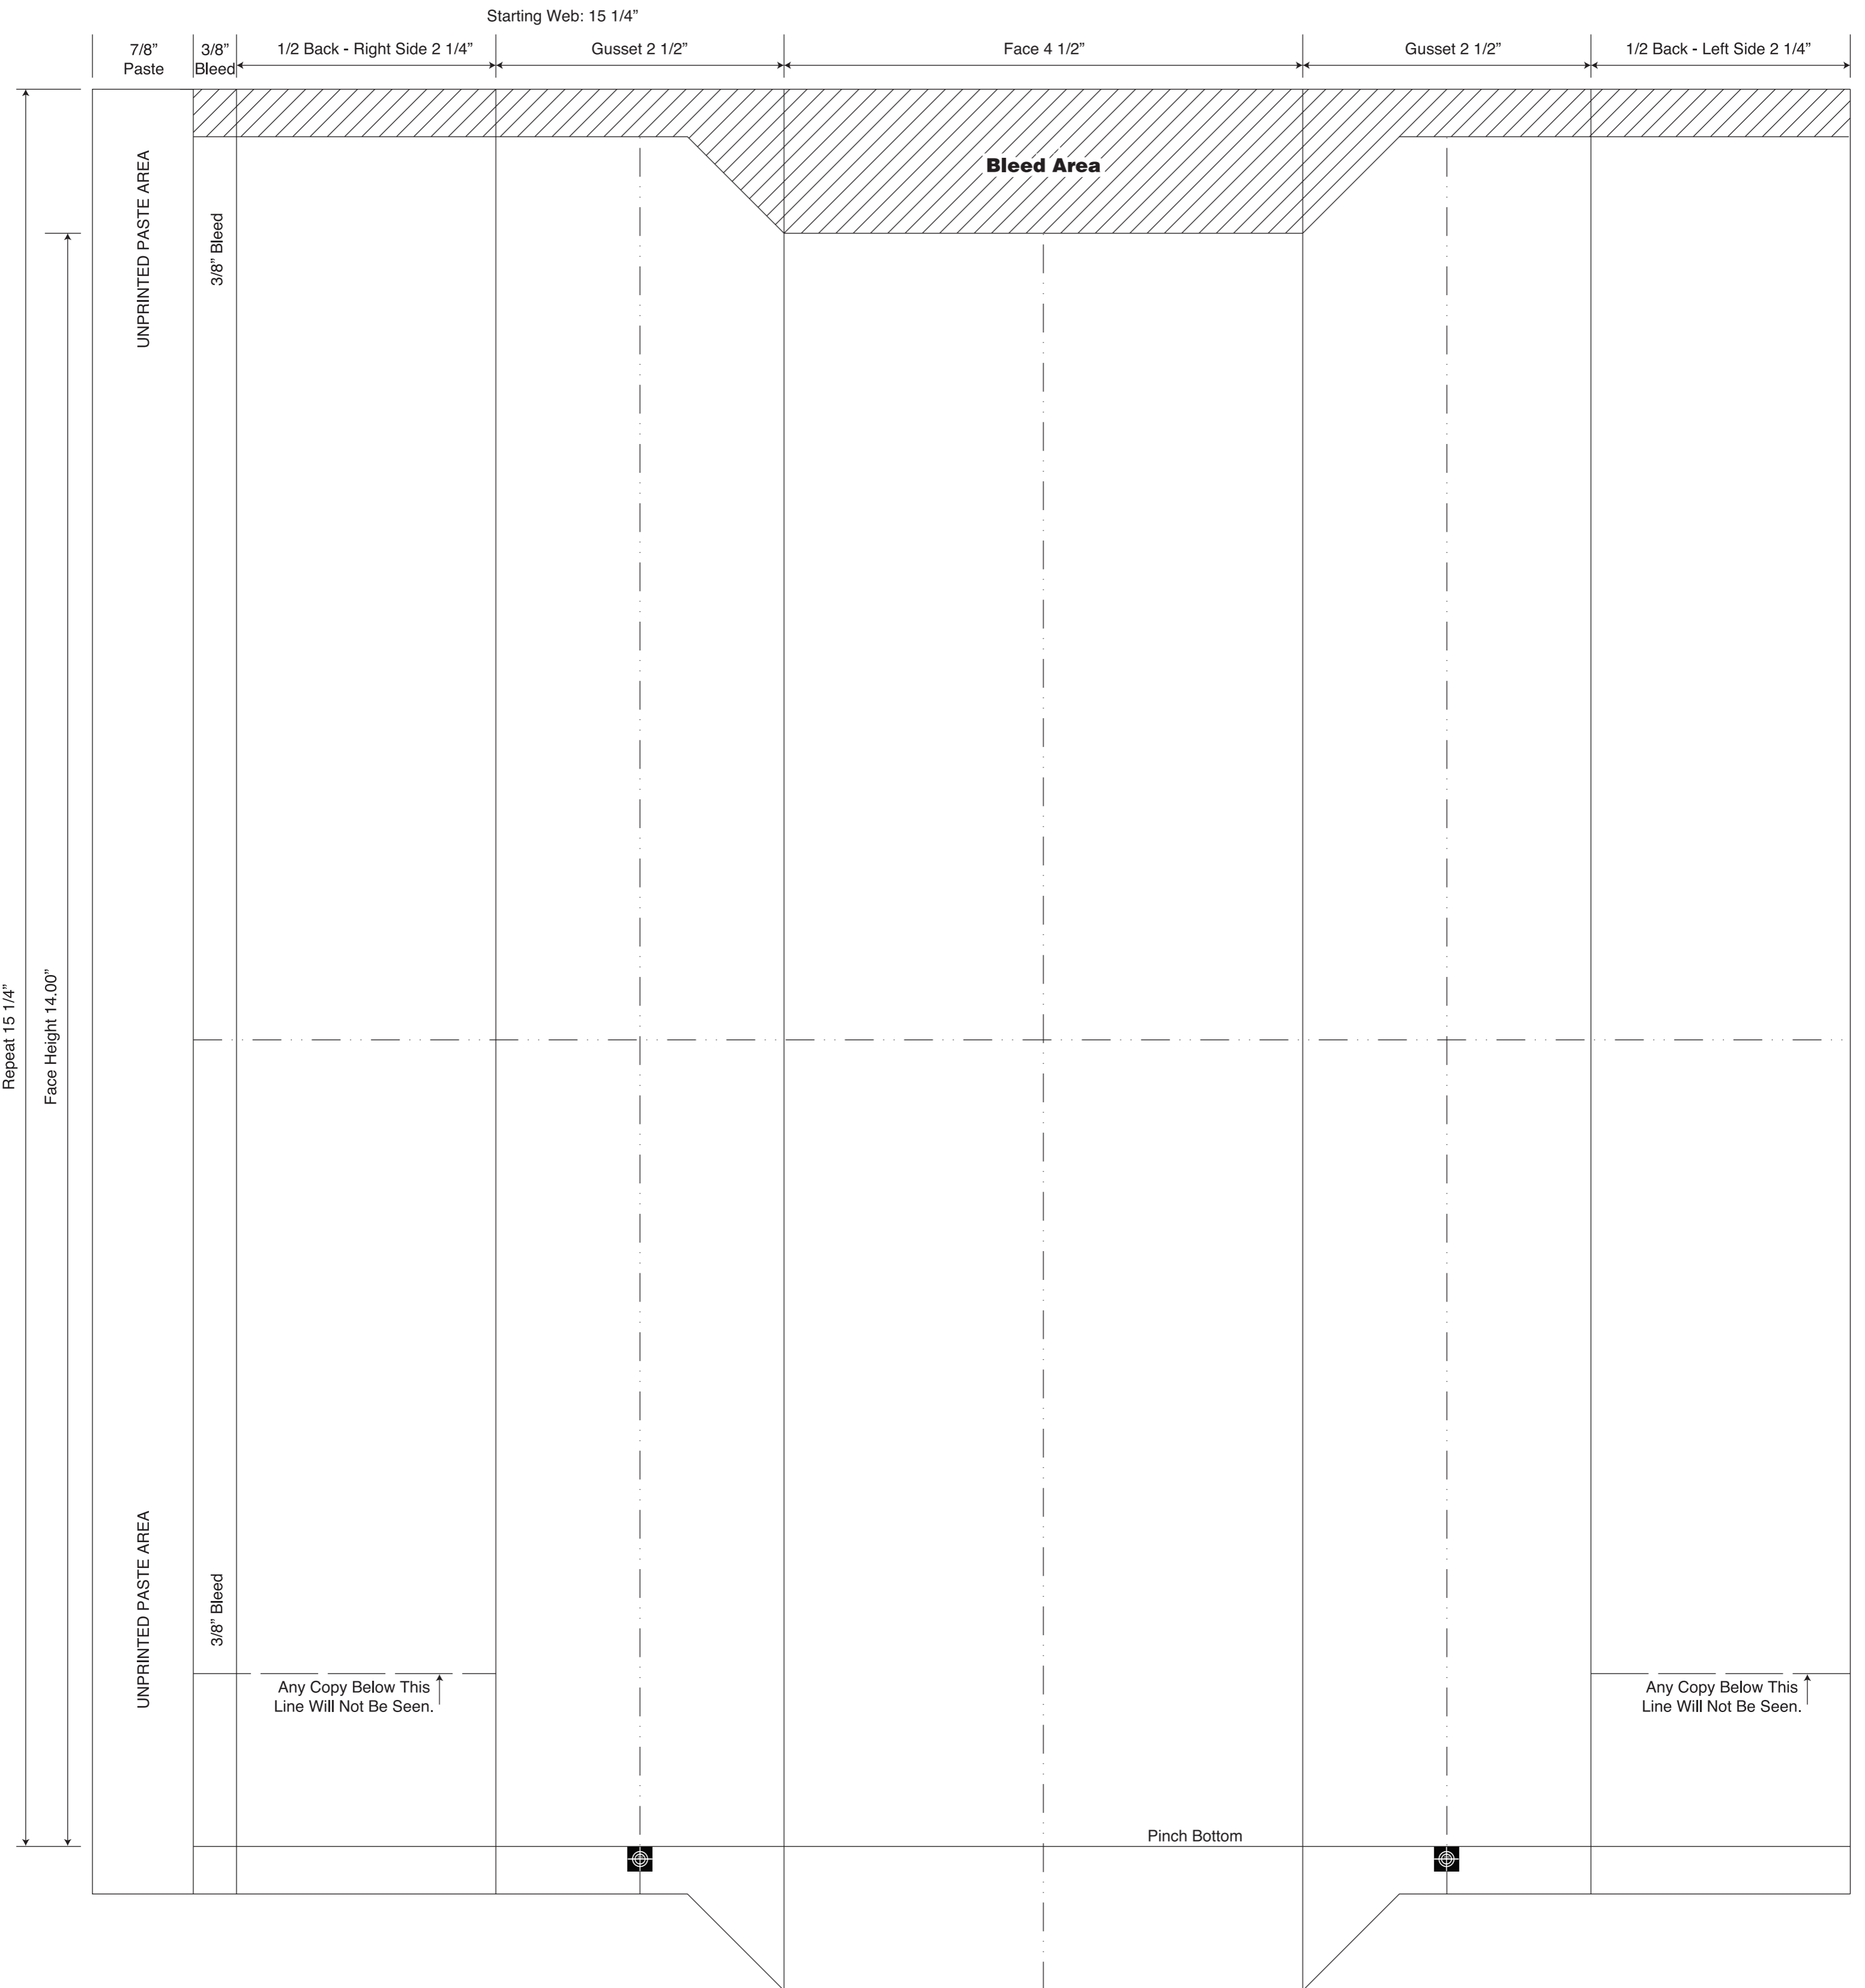 Starting Web: 15 1/4”
7/8”
Paste
3/8”
Bleed
1/2 Back - Right Side 2 1/4”
Gusset 2 1/2”
Face 4 1/2”
Gusset 2 1/2”
1/2 Back - Left Side 2 1/4”
Bleed Area
UNPRINTED PASTE AREA
3/8” Bleed
Repeat 15 1/4”
Face Height 14.00”
UNPRINTED PASTE AREA
3/8” Bleed
Any Copy Below This
Line Will Not Be Seen.
Any Copy Below This
Line Will Not Be Seen.
Pinch Bottom